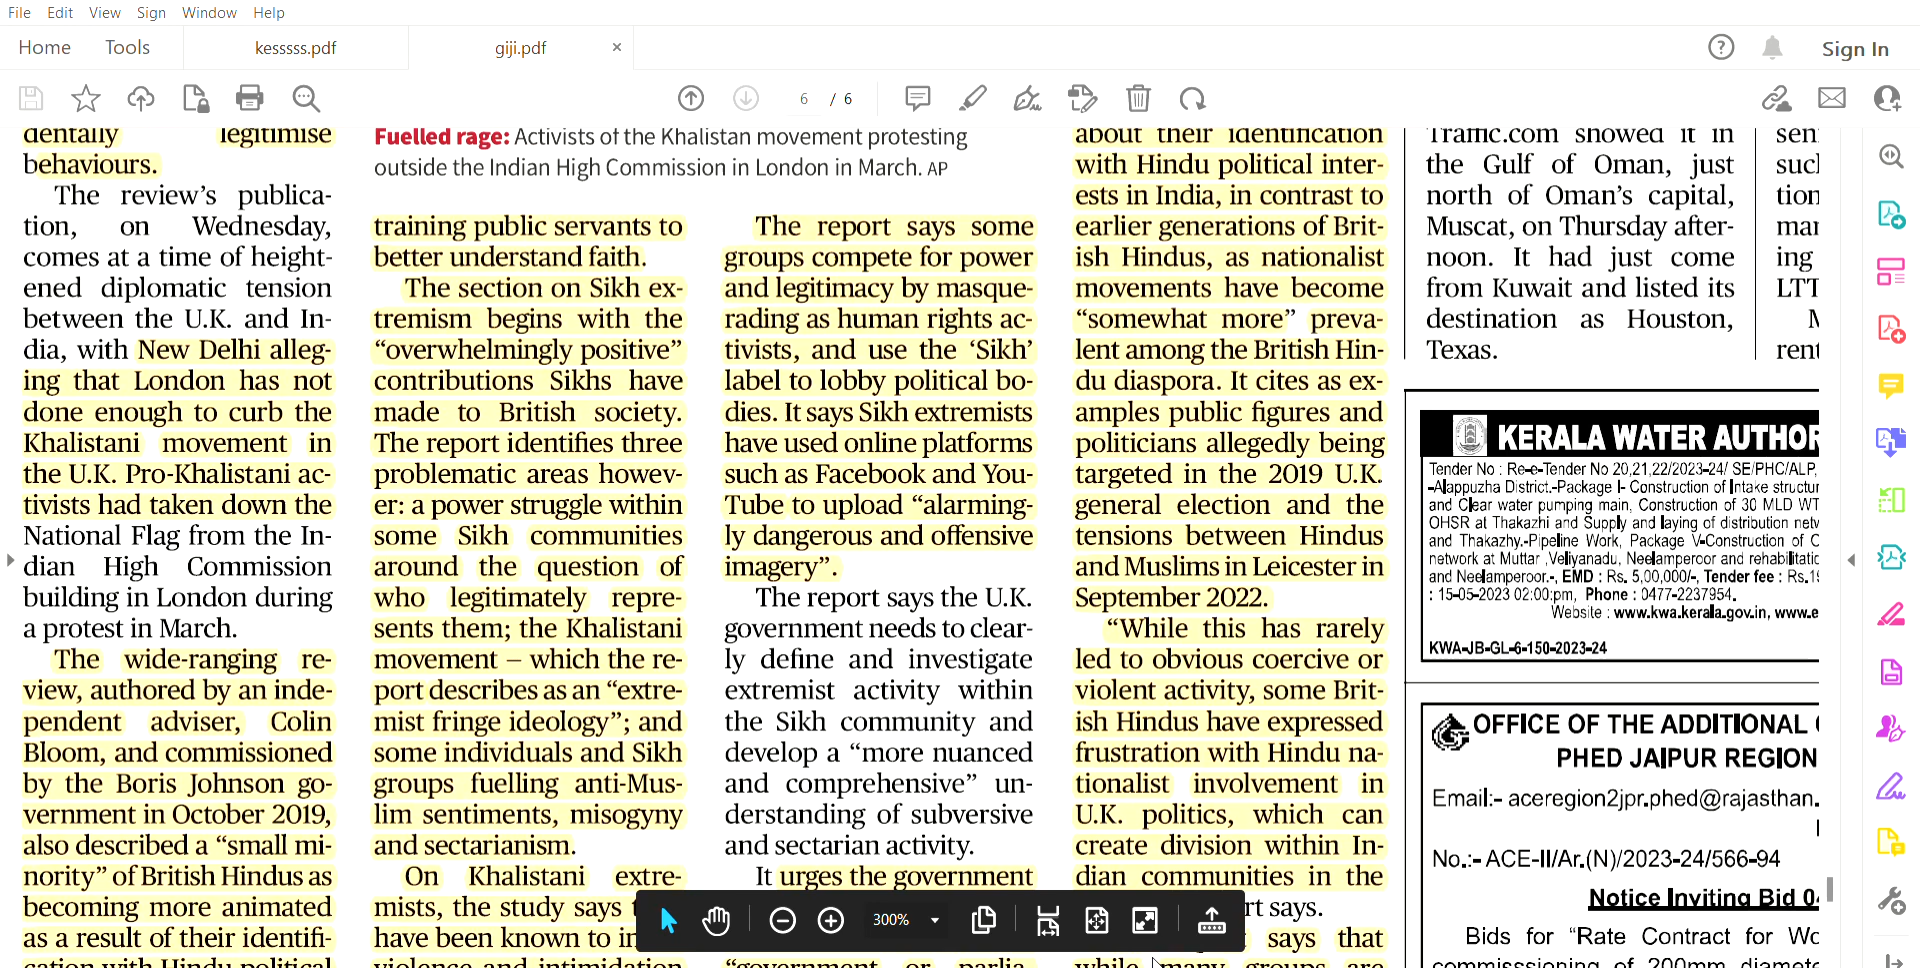 File Edit View Sign Window Help
Home Tools kesssss.pdf giji.pdf × Sign In
6 / 6
dentally legitimise
behaviours.
The review’s publica-
tion, on Wednesday,
comes at a time of height-
ened diplomatic tension
between the U.K. and In-
dia, with New Delhi alleg-
ing that London has not
done enough to curb the
Khalistani movement in
the U.K. Pro-Khalistani ac-
tivists had taken down the
National Flag from the In-
dian High Commission
building in London during
a protest in March.
The wide-ranging re-
view, authored by an inde-
pendent adviser, Colin
Bloom, and commissioned
by the Boris Johnson go-
vernment in October 2019,
also described a “small mi-
nority” of British Hindus as
becoming more animated
as a result of their identifi-
cation with Hindu political
Fuelled rage: Activists of the Khalistan movement protesting
outside the Indian High Commission in London in March. AP
training public servants to
better understand faith.
The section on Sikh ex-
tremism begins with the
“overwhelmingly positive”
contributions Sikhs have
made to British society.
The report identifies three
problematic areas howev-
er: a power struggle within
some Sikh communities
around the question of
who legitimately repre-
sents them; the Khalistani
movement – which the re-
port describes as an “extre-
mist fringe ideology”; and
some individuals and Sikh
groups fuelling anti-Mus-
lim sentiments, misogyny
and sectarianism.
On Khalistani extre-
mists, the study says
have been known to in
violence and intimidation
The report says some
groups compete for power
and legitimacy by masque-
rading as human rights ac-
tivists, and use the ‘Sikh’
label to lobby political bo-
dies. It says Sikh extremists
have used online platforms
such as Facebook and You-
Tube to upload “alarming-
ly dangerous and offensive
imagery”.
The report says the U.K.
government needs to clear-
ly define and investigate
extremist activity within
the Sikh community and
develop a “more nuanced
and comprehensive” un-
derstanding of subversive
and sectarian activity.
It urges the government
“government or parlia-
about their identification
with Hindu political inter-
ests in India, in contrast to
earlier generations of Brit-
ish Hindus, as nationalist
movements have become
“somewhat more” preva-
lent among the British Hin-
du diaspora. It cites as ex-
amples public figures and
politicians allegedly being
targeted in the 2019 U.K.
general election and the
tensions between Hindus
and Muslims in Leicester in
September 2022.
“While this has rarely
led to obvious coercive or
violent activity, some Brit-
ish Hindus have expressed
frustration with Hindu na-
tionalist involvement in
U.K. politics, which can
create division within In-
dian communities in the
rt says.
says that
while many groups are
300%
Traffic.com showed it in
the Gulf of Oman, just
north of Oman’s capital,
Muscat, on Thursday after-
noon. It had just come
from Kuwait and listed its
destination as Houston,
Texas.
sen
sucl
tion
mar
ing
LTT
rent
KERALA WATER AUTHOR
Tender No : Re-e-Tender No 20,21,22/2023-24/ SE/PHC/ALP,
-Alappuzha District.-Package I- Construction of Intake structur
and Clear water pumping main, Construction of 30 MLD WT
OHSR at Thakazhi and Supply and laying of distribution netw
and Thakazhy.-Pipeline Work, Package V-Construction of C
network at Muttar ,Veliyanadu, Neelamperoor and rehabilitatic
and Neelamperoor.-, EMD : Rs. 5,00,000/-, Tender fee : Rs.1
: 15-05-2023 02:00:pm, Phone : 0477-2237954.
Website : www.kwa.kerala.gov.in, www.e
KWA-JB-GL-6-150-2023-24
OFFICE OF THE ADDITIONAL
PHED JAIPUR REGION
Email:- aceregion2jpr.phed@rajasthan.
No.:- ACE-II/Ar.(N)/2023-24/566-94
Notice Inviting Bid 0
Bids for “Rate Contract for Wo
commisssioning of 200mm diamete